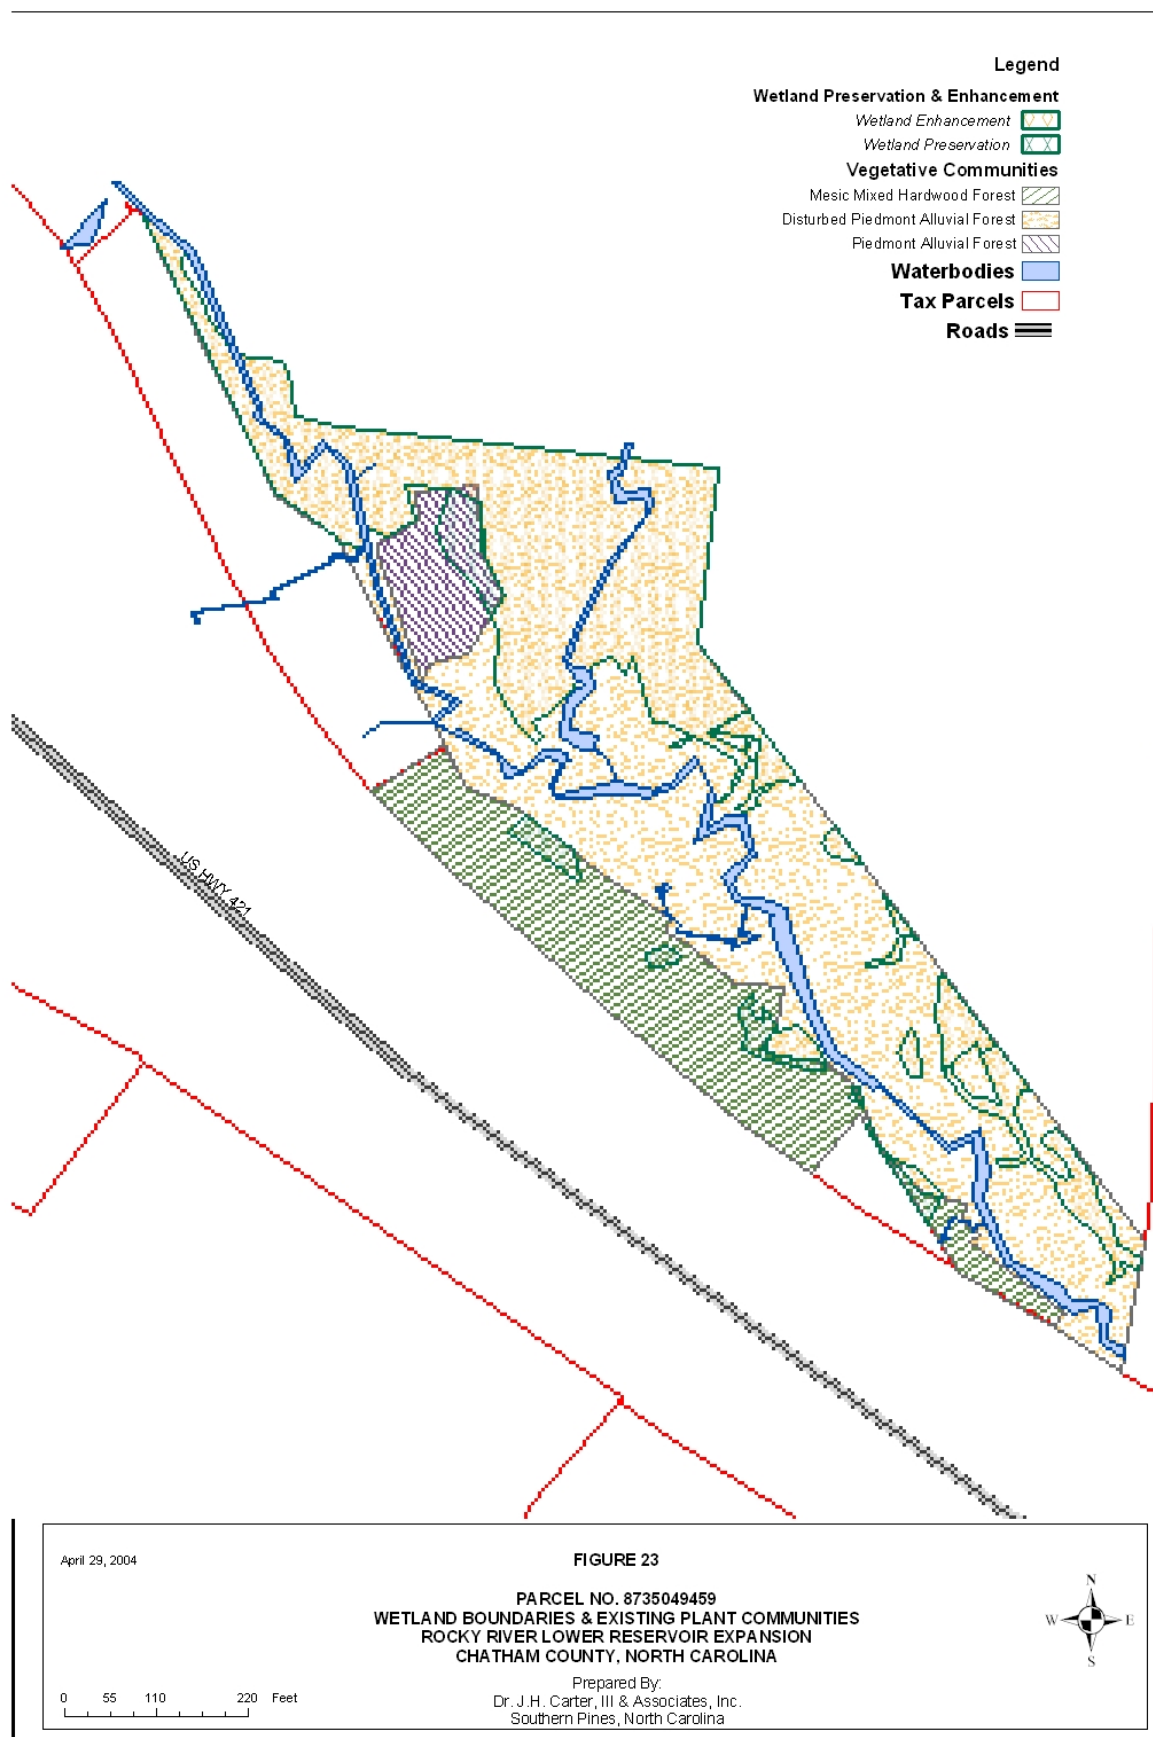 Legend
Wetland Preservation & Enhancement
Wetland Enhancement
Wetland Preservation
Vegetative Communities
Mesic Mixed Hardwood Forest
Disturbed Piedmont Alluvial Forest
Piedmont Alluvial Forest
Waterbodies
Tax Parcels
Roads
US HWY 421
April 29, 2004
FIGURE 23
PARCEL NO. 8735049459
WETLAND BOUNDARIES & EXISTING PLANT COMMUNITIES
ROCKY RIVER LOWER RESERVOIR EXPANSION
CHATHAM COUNTY, NORTH CAROLINA
Prepared By:
Dr. J.H. Carter, III & Associates, Inc.
Southern Pines, North Carolina
0 55 110 220 Feet
N
W E
S